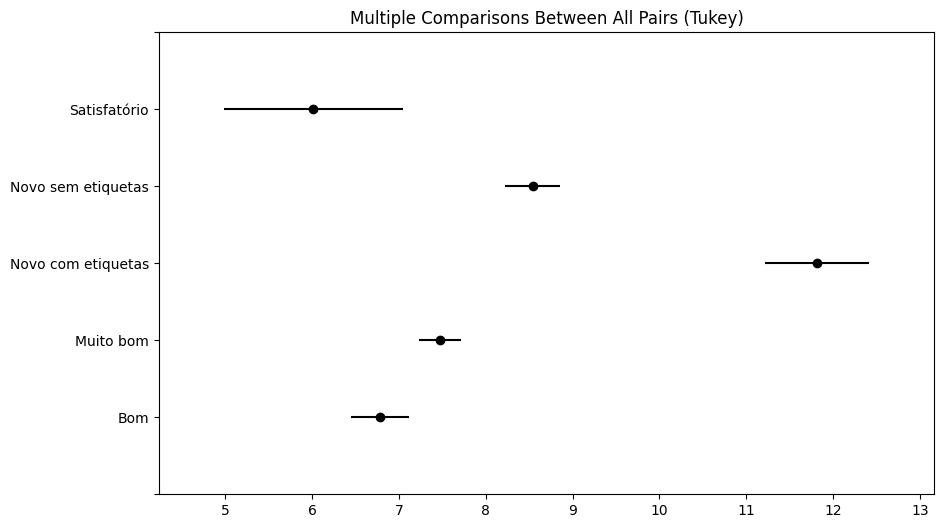 Multiple Comparisons Between All Pairs (Tukey)
Satisfatório
Novo sem etiquetas
Novo com etiquetas
Muito bom
Bom
5 6 7 8 9 10 11 12 13